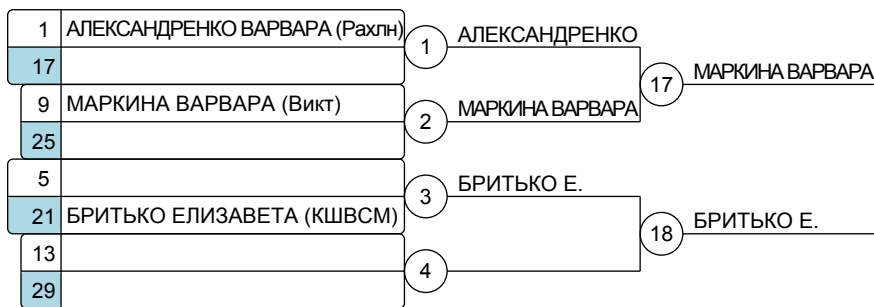 1 АЛЕКСАНДРЕНКО ВАРВАРА (Рахлн)
17
9 МАРКИНА ВАРВАРА (Викт)
25
5
21 БРИТЬКО ЕЛИЗАВЕТА (КШВСМ)
13
29
1 АЛЕКСАНДРЕНКО
2 МАРКИНА ВАРВАРА
3 БРИТЬКО Е.
4
17 МАРКИНА ВАРВАРА
18 БРИТЬКО Е.